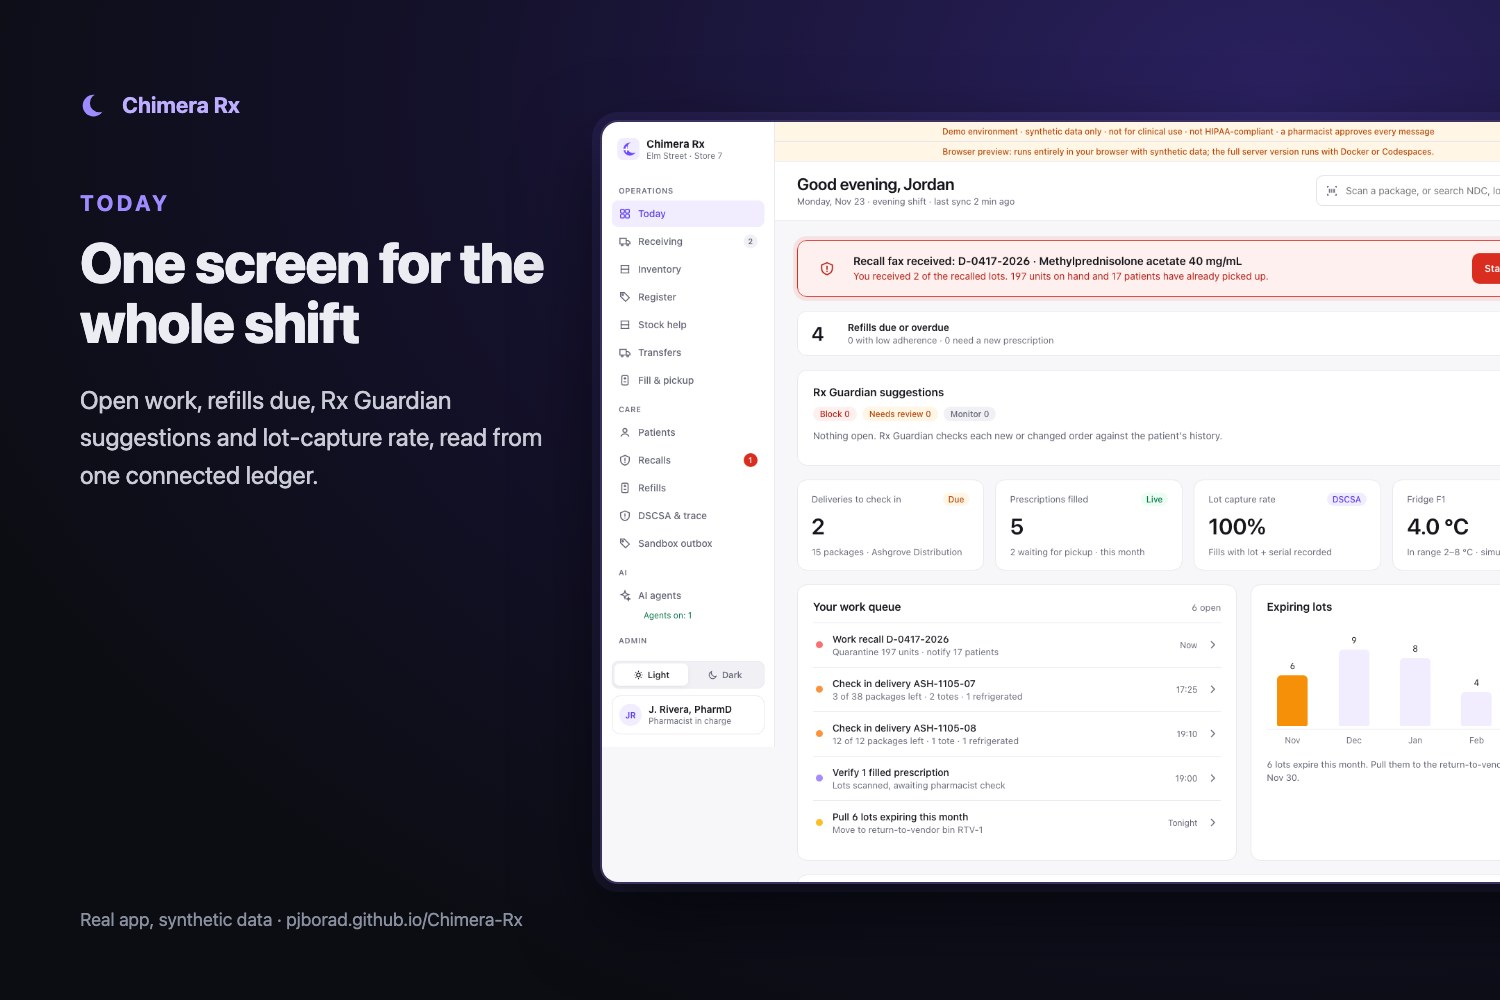 Chimera Rx
TODAY
One screen for the
whole shift
Open work, refills due, Rx Guardian
suggestions and lot-capture rate, read from
one connected ledger.
Real app, synthetic data · pjborad.github.io/Chimera-Rx
Chimera Rx
Elm Street · Store 7
OPERATIONS
Today
Receiving 2
Inventory
Register
Stock help
Transfers
Fill & pickup
CARE
Patients
Recalls 1
Refills
DSCSA & trace
Sandbox outbox
AI
AI agents
Agents on: 1
ADMIN
Light Dark
JR
J. Rivera, PharmD
Pharmacist in charge
Demo environment · synthetic data only · not for clinical use · not HIPAA-compliant · a pharmacist approves every message
Browser preview: runs entirely in your browser with synthetic data; the full server version runs with Docker or Codespaces.
Good evening, Jordan
Monday, Nov 23 · evening shift · last sync 2 min ago
Scan a package, or search NDC, lo
Recall fax received: D-0417-2026 · Methylprednisolone acetate 40 mg/mL
You received 2 of the recalled lots. 197 units on hand and 17 patients have already picked up.
Sta
4
Refills due or overdue
0 with low adherence · 0 need a new prescription
Rx Guardian suggestions
Block 0 Needs review 0 Monitor 0
Nothing open. Rx Guardian checks each new or changed order against the patient's history.
Deliveries to check in Due
2
15 packages · Ashgrove Distribution
Prescriptions filled Live
5
2 waiting for pickup · this month
Lot capture rate DSCSA
100%
Fills with lot + serial recorded
Fridge F1
4.0 °C
In range 2–8 °C · simu
Your work queue 6 open
Work recall D-0417-2026
Quarantine 197 units · notify 17 patients
Now
Check in delivery ASH-1105-07
3 of 38 packages left · 2 totes · 1 refrigerated
17:25
Check in delivery ASH-1105-08
12 of 12 packages left · 1 tote · 1 refrigerated
19:10
Verify 1 filled prescription
Lots scanned, awaiting pharmacist check
19:00
Pull 6 lots expiring this month
Move to return-to-vendor bin RTV-1
Tonight
Expiring lots
6 9 8 4
Nov Dec Jan Feb
6 lots expire this month. Pull them to the return-to-vend
Nov 30.